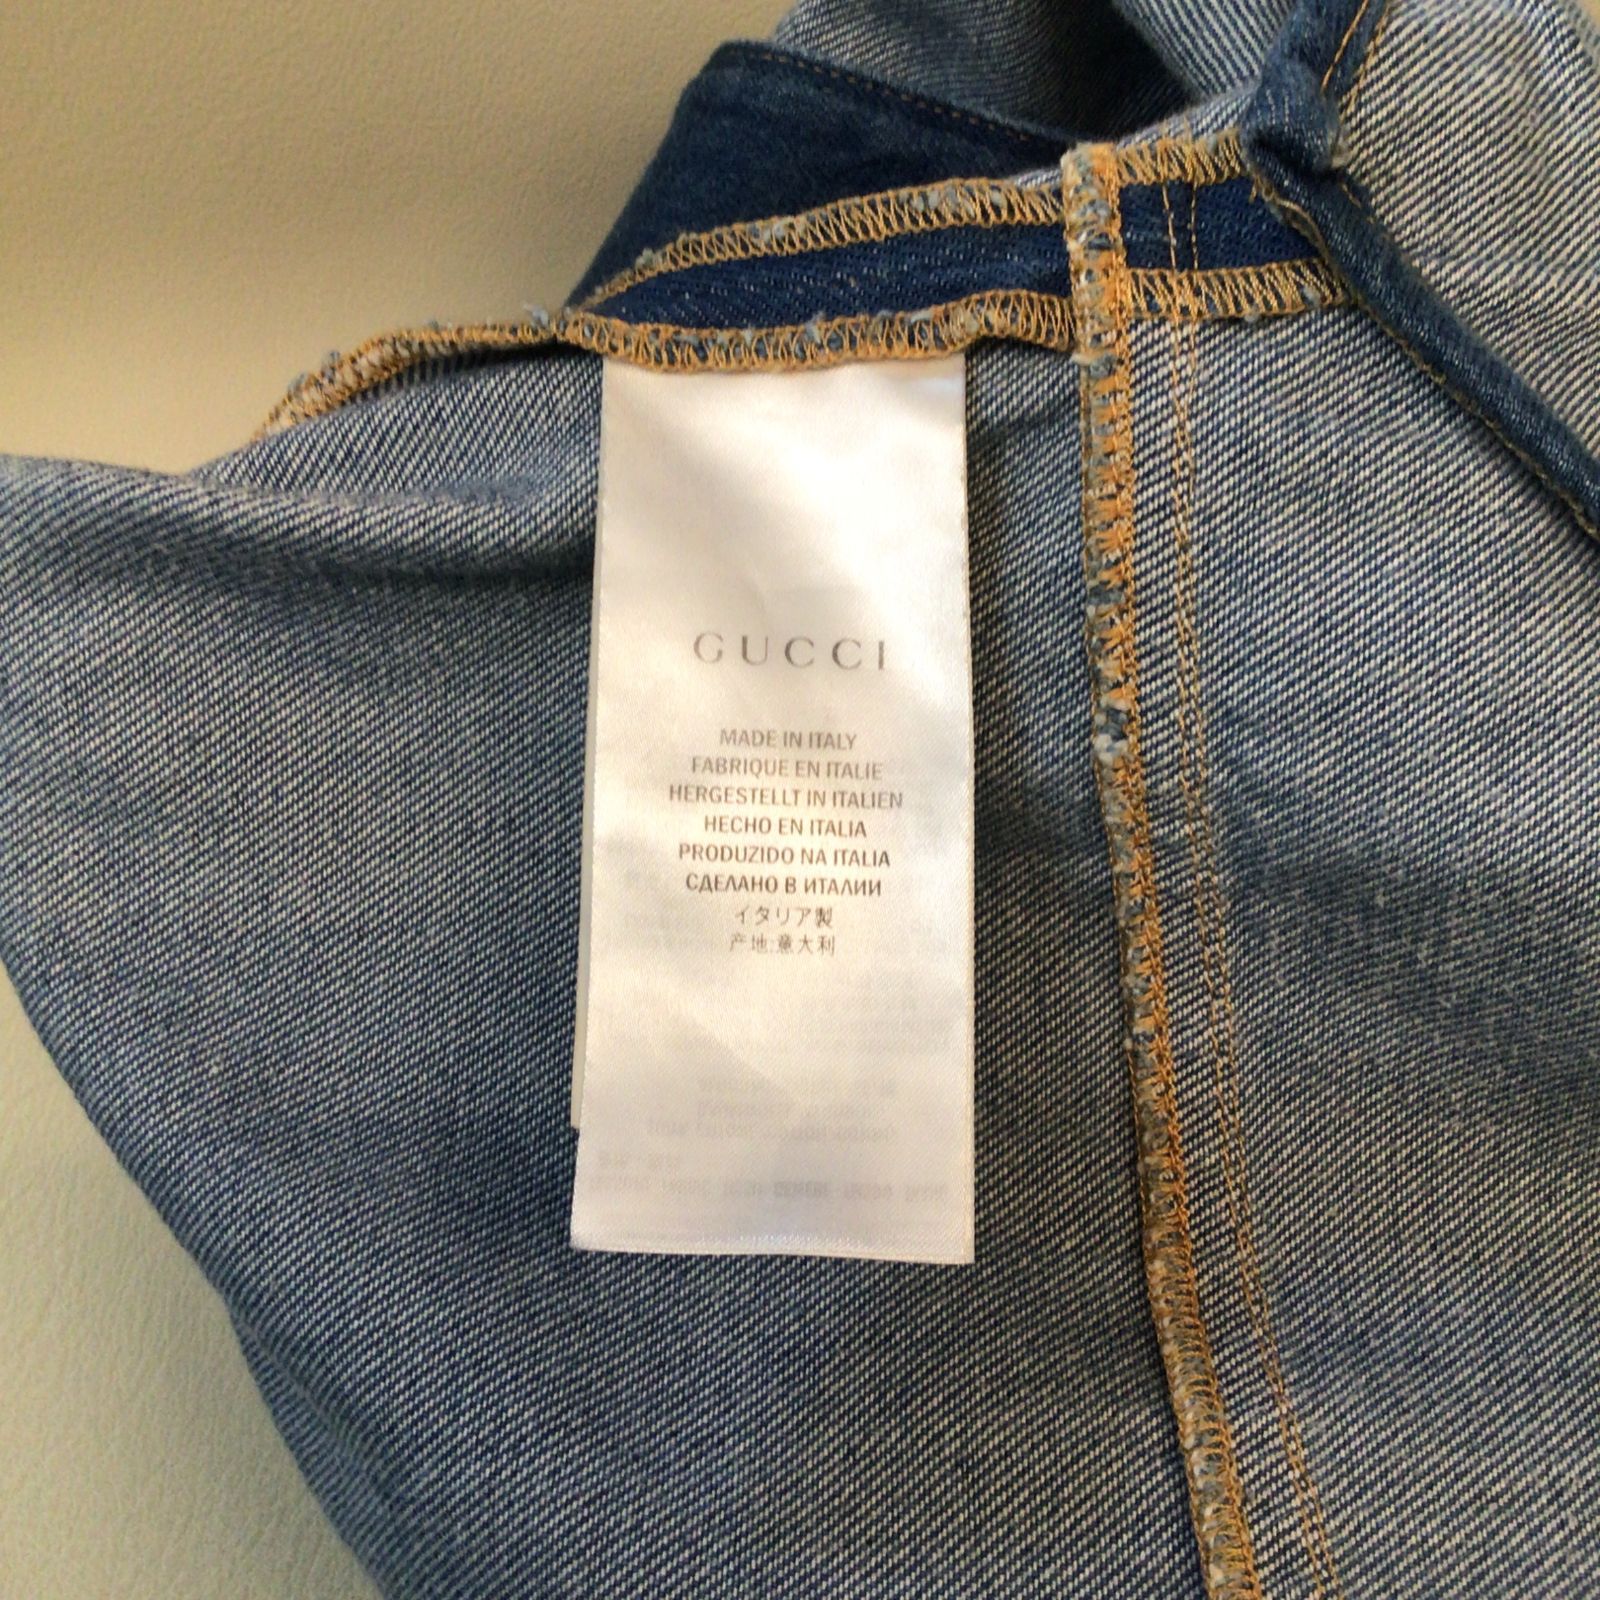 GUCCI
MADE IN ITALY
FABRIQUE EN ITALIE
HERGESTELLT IN ITALIEN
HECHO EN ITALIA
PRODUZIDO NA ITALIA
СДЕЛАНО В ИТАЛИИ
イタリア製
产地:意大利